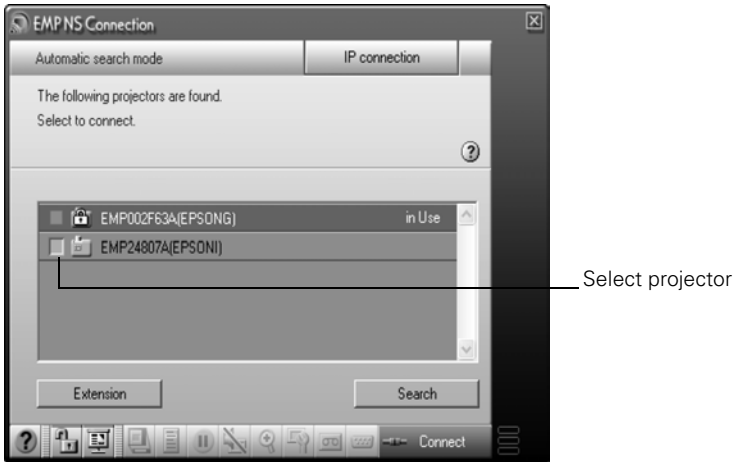 EMP NS Connection
Automatic search mode
IP connection
The following projectors are found.
Select to connect.
?
EMP002F63A(EPSONG) in Use
EMP24807A(EPSONI)
Select projector
Extension
Search
? Connect